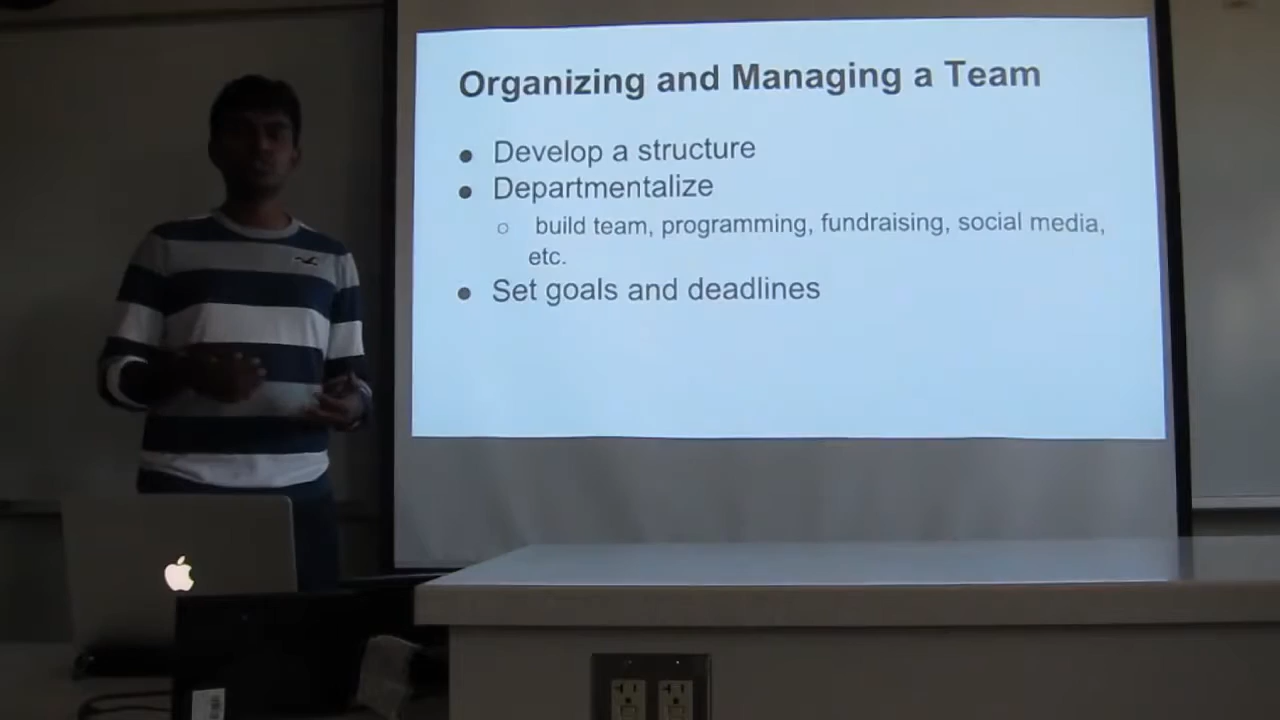 Organizing and Managing a Team
● Develop a structure
● Departmentalize
○ build team, programming, fundraising, social media,
etc.
● Set goals and deadlines